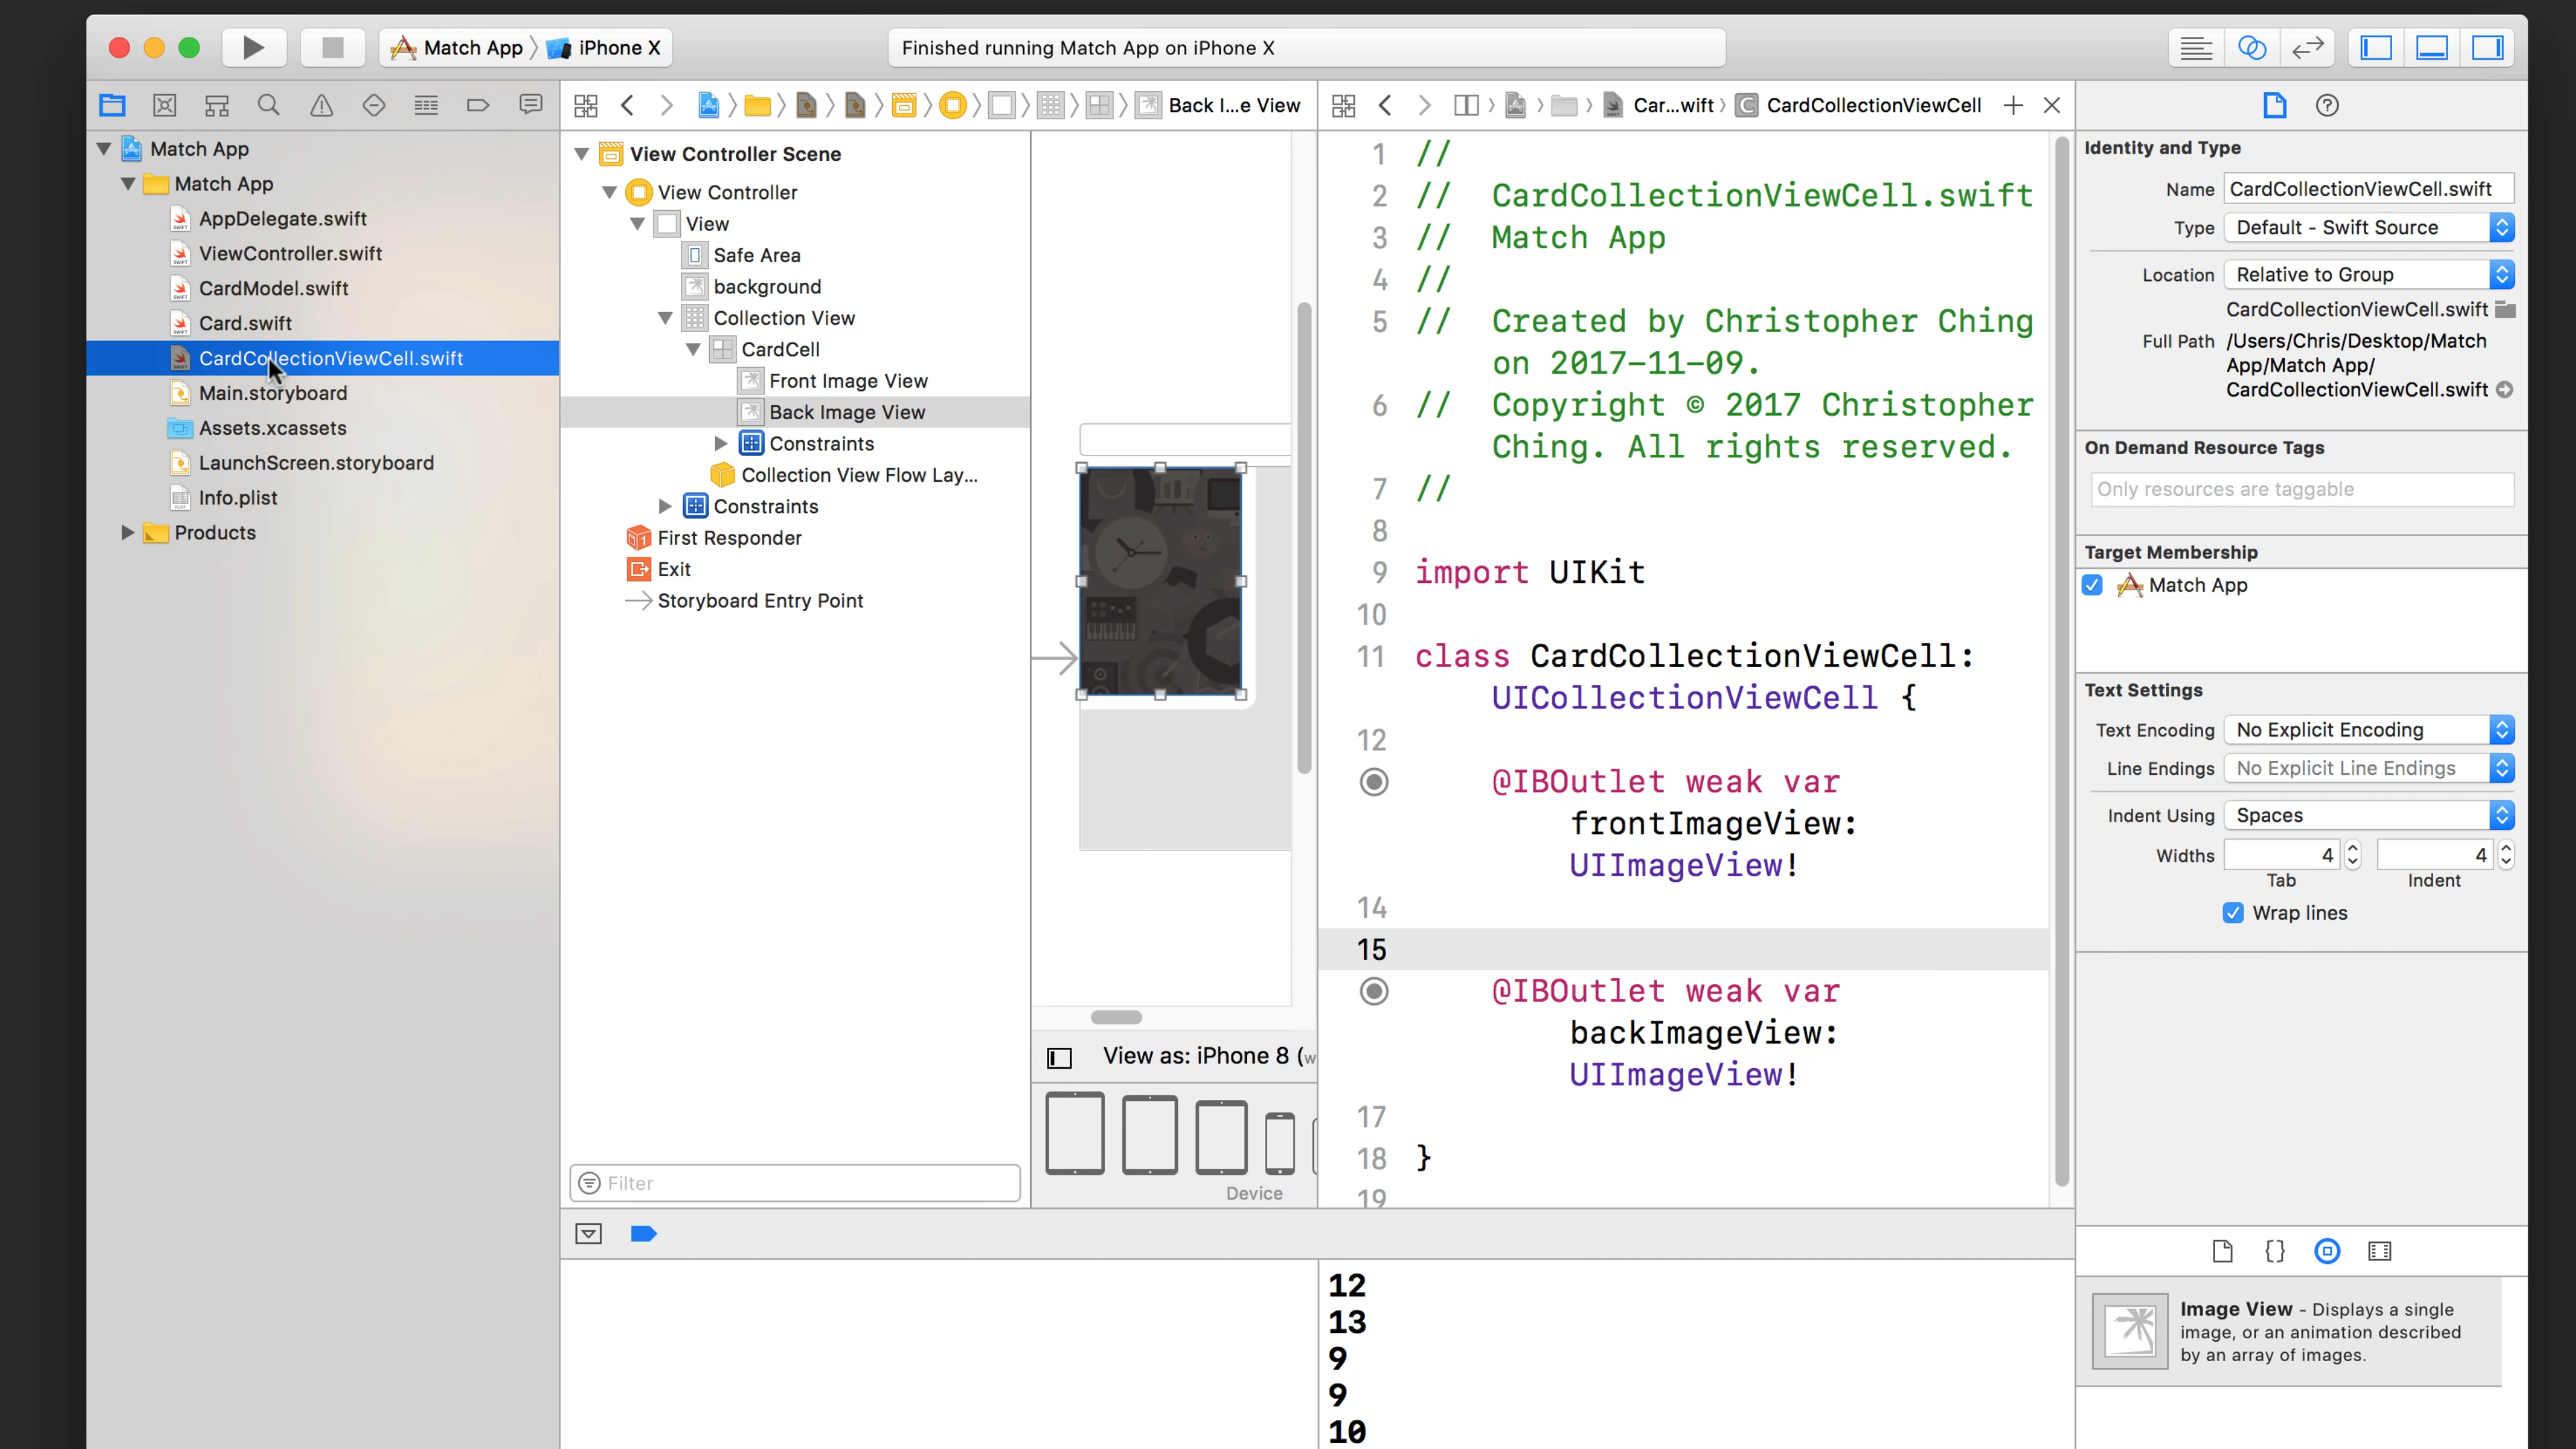 Match App
iPhone X
Finished running Match App on iPhone X
Back I...e View
Car...wift
C
CardCollectionViewCell
Match App
Match App
AppDelegate.swift
ViewController.swift
CardModel.swift
Card.swift
CardCollectionViewCell.swift
Main.storyboard
Assets.xcassets
LaunchScreen.storyboard
Info.plist
Products
View Controller Scene
View Controller
View
Safe Area
background
Collection View
CardCell
Front Image View
Back Image View
Constraints
Collection View Flow Lay...
Constraints
First Responder
Exit
Storyboard Entry Point
Filter
View as: iPhone 8 (w
Device
1 //
2 // CardCollectionViewCell.swift
3 // Match App
4 //
5 // Created by Christopher Ching
on 2017-11-09.
6 // Copyright © 2017 Christopher
Ching. All rights reserved.
7 //
8
9 import UIKit
10
11 class CardCollectionViewCell:
UICollectionViewCell {
12
@IBOutlet weak var
frontImageView:
UIImageView!
14
15
@IBOutlet weak var
backImageView:
UIImageView!
17
18 }
19
12
13
9
9
10
Identity and Type
Name CardCollectionViewCell.swift
Type Default - Swift Source
Location Relative to Group
CardCollectionViewCell.swift
Full Path /Users/Chris/Desktop/Match
App/Match App/
CardCollectionViewCell.swift
On Demand Resource Tags
Only resources are taggable
Target Membership
Match App
Text Settings
Text Encoding No Explicit Encoding
Line Endings No Explicit Line Endings
Indent Using Spaces
Widths 4 4
Tab Indent
Wrap lines
{}
Image View - Displays a single
image, or an animation described
by an array of images.